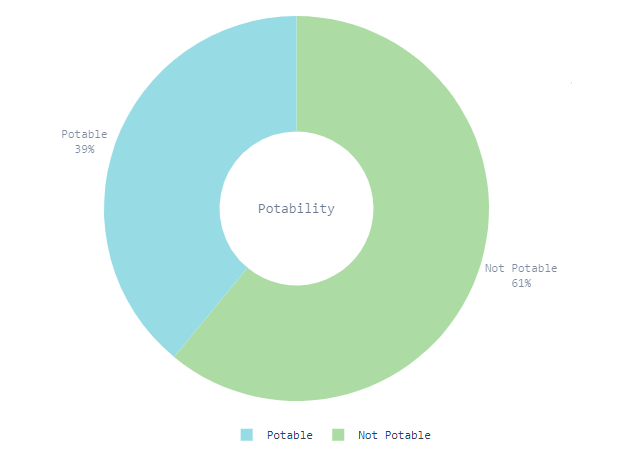 Potable
39%
Potability
Not Potable
61%
Potable
Not Potable